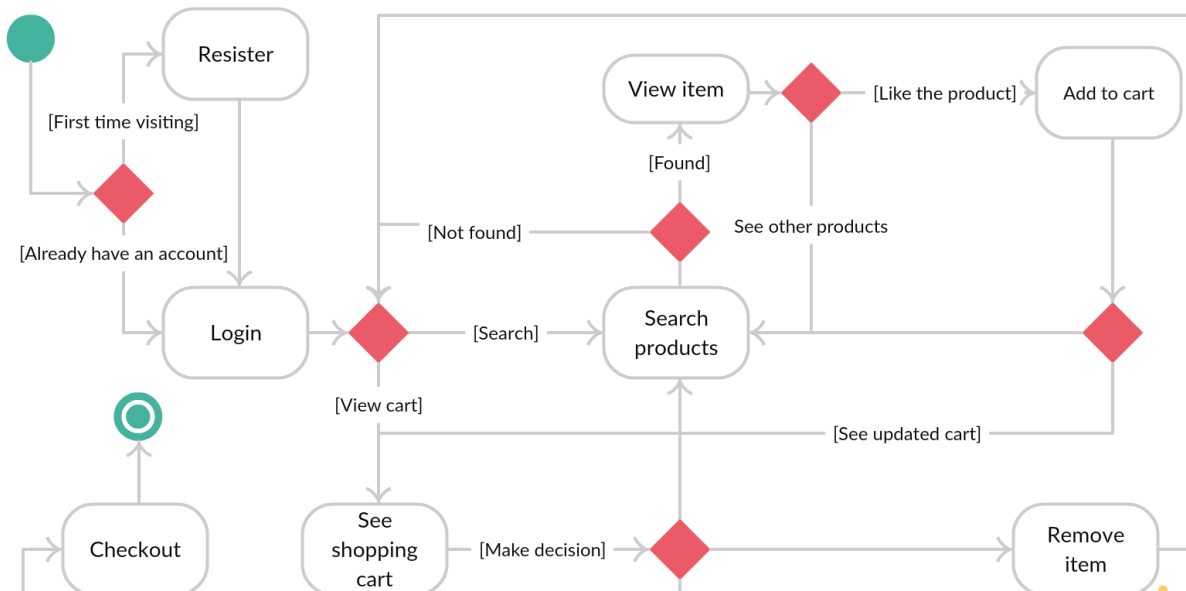 Resister
View item
[Like the product]
Add to cart
[First time visiting]
[Found]
[Not found]
See other products
[Already have an account]
Login
[Search]
Search
products
[View cart]
[See updated cart]
Checkout
See
shopping
cart
[Make decision]
Remove
item